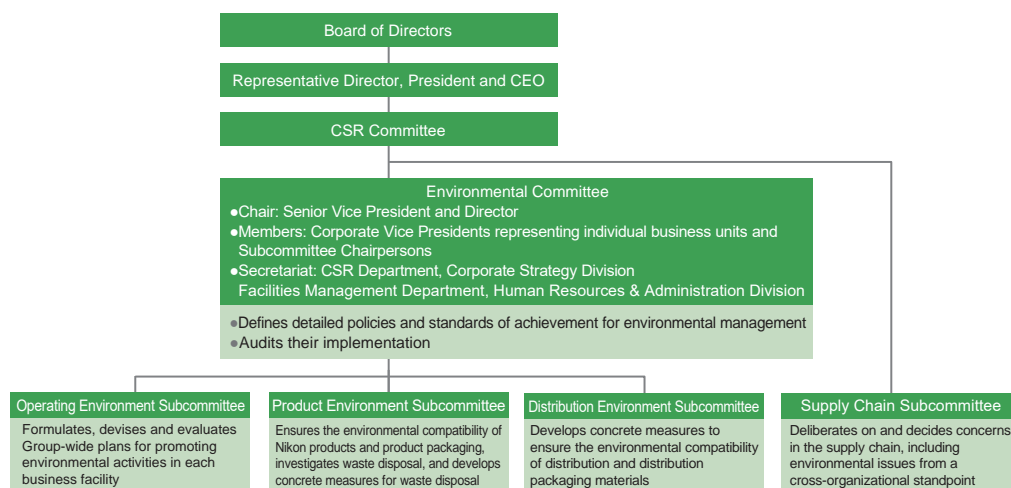 Board of Directors
Representative Director, President and CEO
CSR Committee
Environmental Committee
●Chair: Senior Vice President and Director
●Members: Corporate Vice Presidents representing individual business units and
Subcommittee Chairpersons
●Secretariat: CSR Department, Corporate Strategy Division
Facilities Management Department, Human Resources & Administration Division
●Defines detailed policies and standards of achievement for environmental management
●Audits their implementation
Operating Environment Subcommittee
Formulates, devises and evaluates
Group-wide plans for promoting
environmental activities in each
business facility
Product Environment Subcommittee
Ensures the environmental compatibility of
Nikon products and product packaging,
investigates waste disposal, and develops
concrete measures for waste disposal
Distribution Environment Subcommittee
Develops concrete measures to
ensure the environmental compatibility
of distribution and distribution
packaging materials
Supply Chain Subcommittee
Deliberates on and decides concerns
in the supply chain, including
environmental issues from a
cross-organizational standpoint